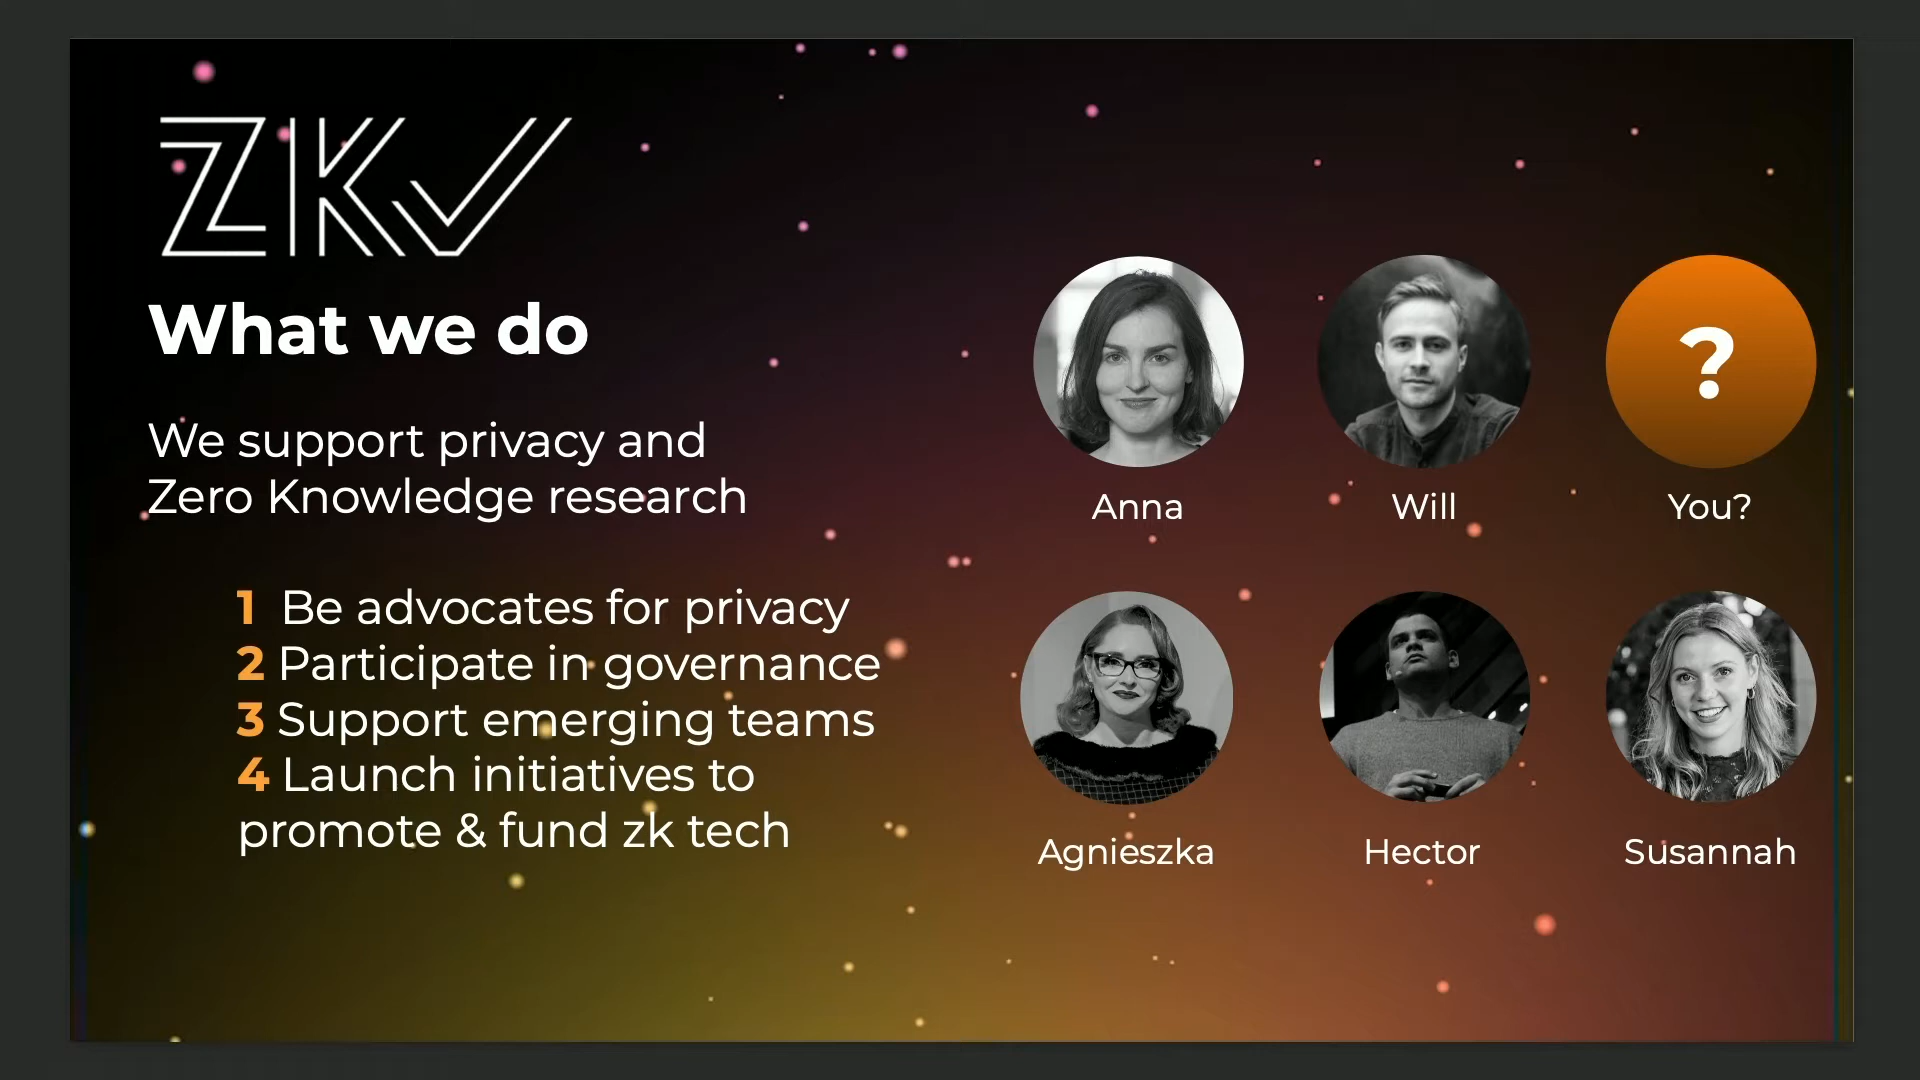 ZK✓
What we do
We support privacy and
Zero Knowledge research
1 Be advocates for privacy
2 Participate in governance
3 Support emerging teams
4 Launch initiatives to
promote & fund zk tech
?
Anna
Will
You?
Agnieszka
Hector
Susannah